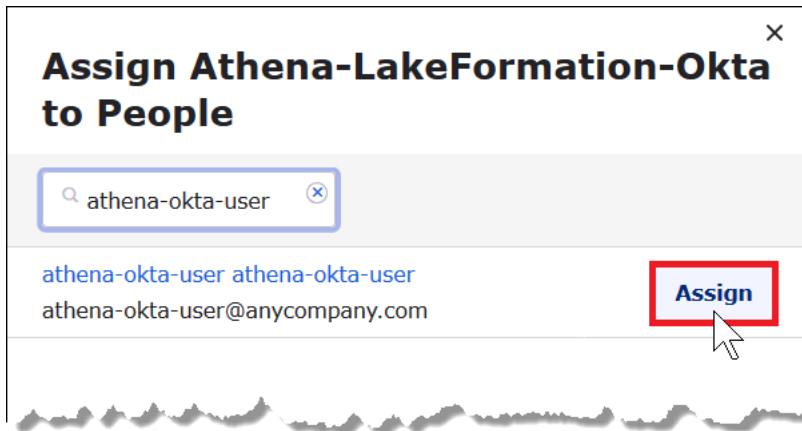 Assign Athena-LakeFormation-Okta
to People
athena-okta-user
athena-okta-user athena-okta-user
athena-okta-user@anycompany.com
Assign